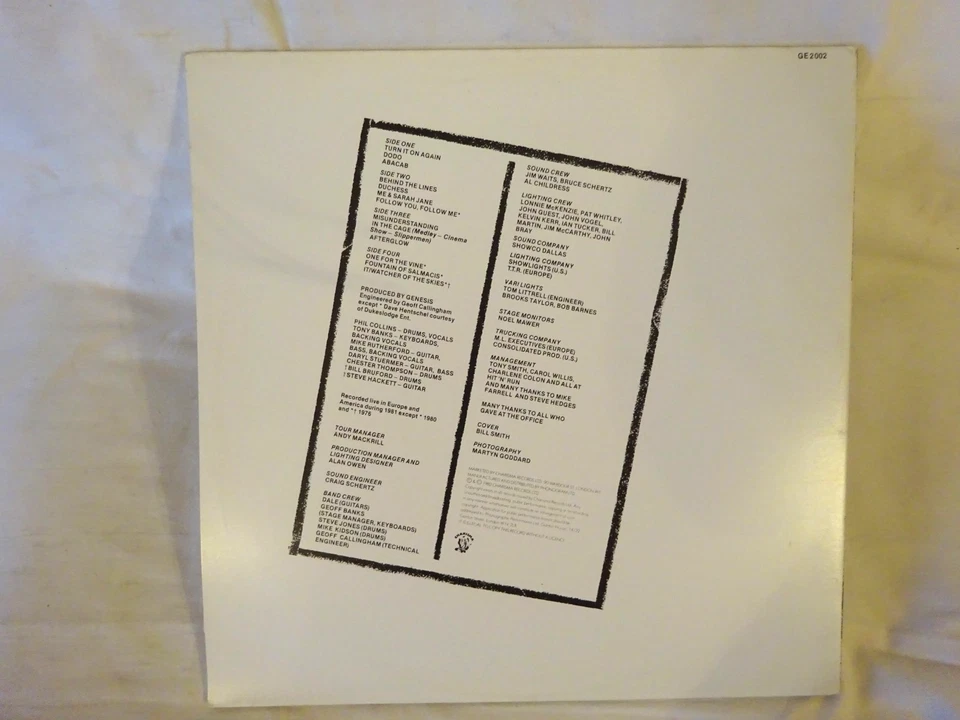 GE 2002
SIDE ONE
TURN IT ON AGAIN
DODO
ABACAB
SIDE TWO
BEHIND THE LINES
DUCHESS
ME & SARAH JANE
FOLLOW YOU, FOLLOW ME*
SIDE THREE
MISUNDERSTANDING
IN THE CAGE (Medley – Cinema
Show – Slippermen)
AFTERGLOW
SIDE FOUR
ONE FOR THE VINE*
FOUNTAIN OF SALMACIS*
IT/WATCHER OF THE SKIES*†
PRODUCED BY GENESIS
Engineered by Geoff Callingham
except * Dave Hentschel courtesy
of Dukeslodge Ent.
PHIL COLLINS – DRUMS, VOCALS
TONY BANKS – KEYBOARDS,
BACKING VOCALS
MIKE RUTHERFORD – GUITAR,
BASS, BACKING VOCALS
DARYL STUERMER – GUITAR, BASS
CHESTER THOMPSON – DRUMS
†BILL BRUFORD – DRUMS
†STEVE HACKETT – GUITAR
Recorded live in Europe and
America during 1981 except * 1980
and *† 1976
TOUR MANAGER
ANDY MACKRILL
PRODUCTION MANAGER AND
LIGHTING DESIGNER
ALAN OWEN
SOUND ENGINEER
CRAIG SCHERTZ
BAND CREW
DALE (GUITARS)
GEOFF BANKS
(STAGE MANAGER, KEYBOARDS)
STEVE JONES (DRUMS)
MIKE KIDSON (DRUMS)
GEOFF CALLINGHAM (TECHNICAL
ENGINEER)
SOUND CREW
JIM WAITS, BRUCE SCHERTZ
AL CHILDRESS
LIGHTING CREW
LONNIE McKENZIE, PAT WHITLEY,
JOHN GUEST, JOHN VOGEL,
KELVIN KERR, IAN TUCKER, BILL
MARTIN, JIM McCARTHY, JOHN
BRAY
SOUND COMPANY
SHOWCO DALLAS
LIGHTING COMPANY
SHOWLIGHTS (U.S.)
T.T.R. (EUROPE)
VARI LIGHTS
TOM LITTRELL (ENGINEER)
BROOKS TAYLOR, BOB BARNES
STAGE MONITORS
NOEL MAWER
TRUCKING COMPANY
M.L. EXECUTIVES (EUROPE)
CONSOLIDATED PROD. (U.S.)
MANAGEMENT
TONY SMITH, CAROL WILLIS,
CHARLENE COLON AND ALL AT
HIT 'N' RUN
AND MANY THANKS TO MIKE
FARRELL AND STEVE HEDGES
MANY THANKS TO ALL WHO
GAVE AT THE OFFICE
COVER
BILL SMITH
PHOTOGRAPHY
MARTYN GODDARD